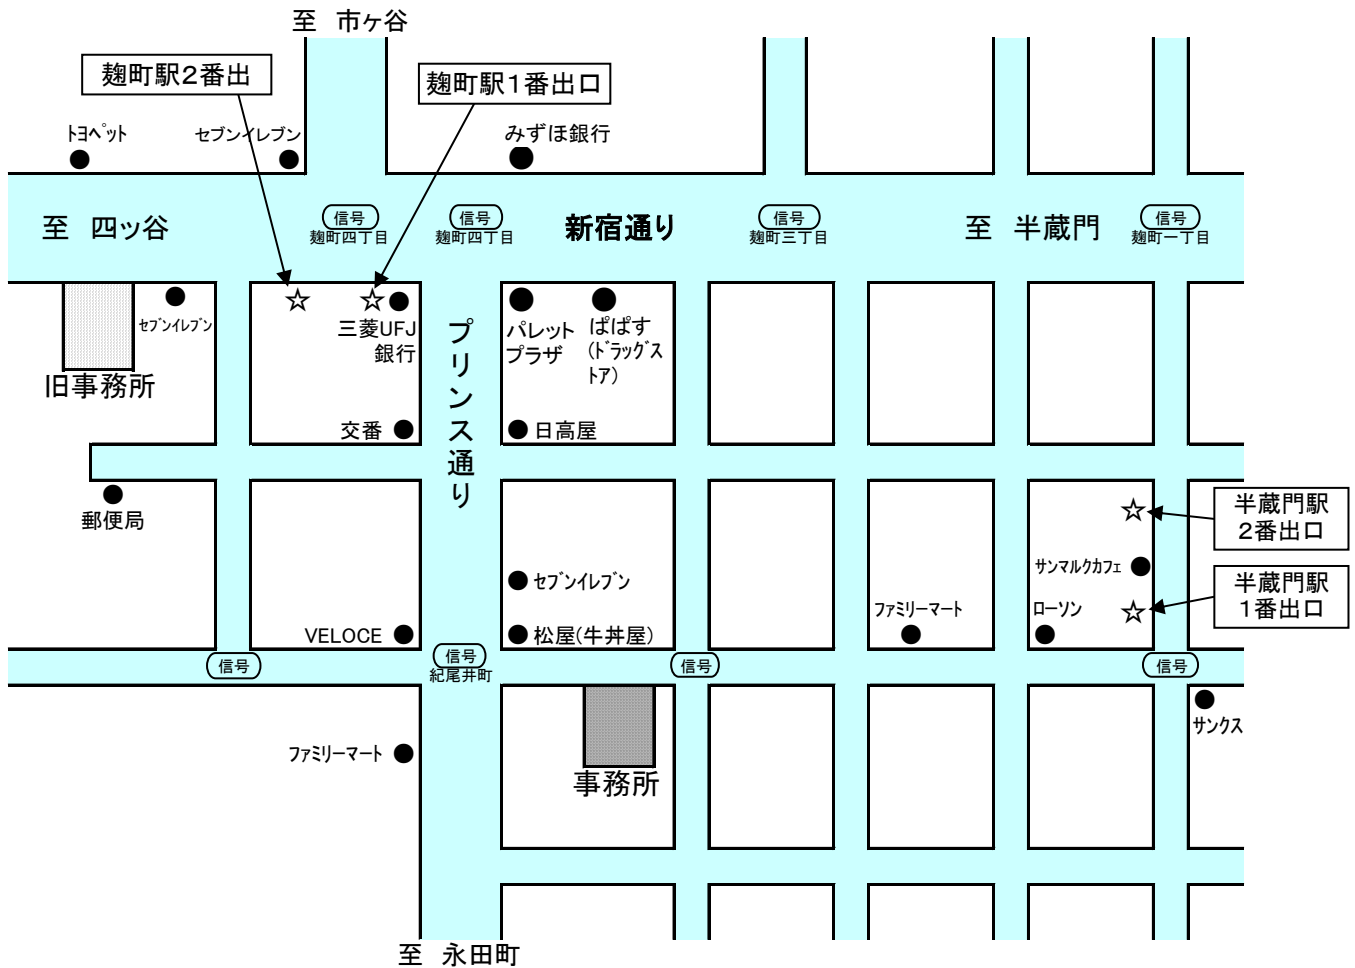 至 市ヶ谷
麹町駅2番出
麹町駅1番出口
ﾄﾖﾍﾟｯﾄ
セブンイレブン
みずほ銀行
至 四ッ谷
信号
麹町四丁目
信号
麹町四丁目
新宿通り
信号
麹町三丁目
至 半蔵門
信号
麹町一丁目
ｾﾌﾞﾝｲﾚﾌﾞﾝ
旧事務所
三菱UFJ
銀行
プリンス通り
パレット
プラザ
ぱぱす
(ﾄﾞﾗｯｸﾞｽ
ﾄｱ)
交番
日高屋
郵便局
半蔵門駅
2番出口
ｾﾌﾞﾝｲﾚﾌﾞﾝ
ｻﾝﾏﾙｸｶﾌｪ
半蔵門駅
1番出口
VELOCE
松屋(牛丼屋)
ﾌｧﾐﾘｰﾏｰﾄ
ﾛｰｿﾝ
信号
信号
紀尾井町
信号
信号
ｻﾝｸｽ
ﾌｧﾐﾘｰﾏｰﾄ
事務所
至 永田町